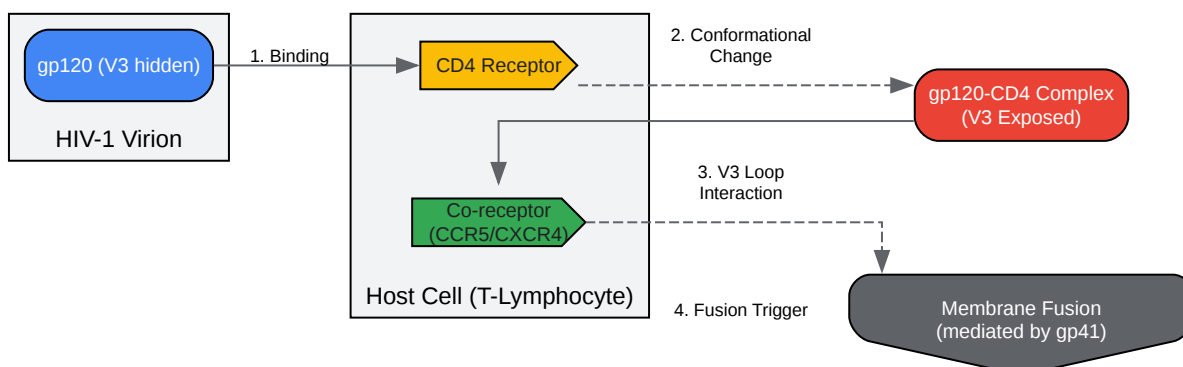 gp120 (V3 hidden)
HIV-1 Virion
1. Binding
CD4 Receptor
2. Conformational
Change
gp120-CD4 Complex
(V3 Exposed)
3. V3 Loop
Interaction
Co-receptor
(CCR5/CXCR4)
Host Cell (T-Lymphocyte)
4. Fusion Trigger
Membrane Fusion
(mediated by gp41)